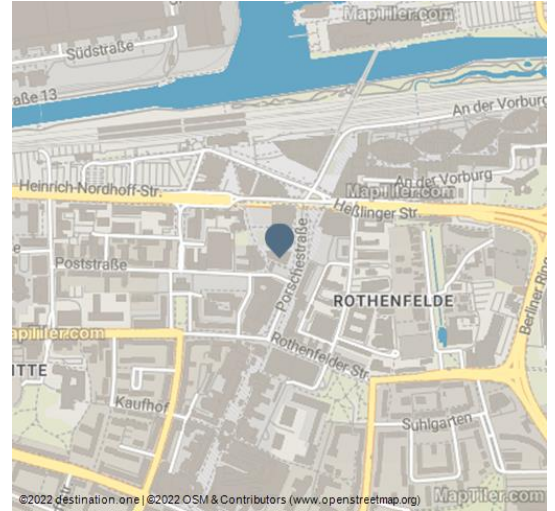 MapTiler.com
Südstraße
aße 13
An der Vorburg
An der Vorburg
MapTiler.com
Heinrich-Nordhoff-Str.
Heßlinger Str.
e
Poststraße
Porschestraße
ROTHENFELDE
Berliner Ring
apTiler.com
Rothenfelder Str.
ITTE
Kaufhof
Suhlgarten
str
MapTiler.com
©2022 destination.one | ©2022 OSM & Contributors (www.openstreetmap.org)